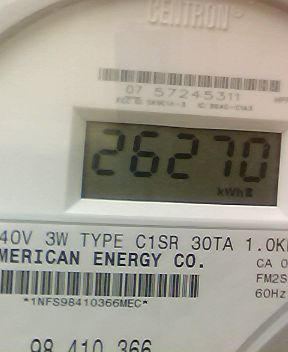 CENTRON®
07 57245311
26270
kWh
40V 3W TYPE C1SR 30TA 1.0K
MERICAN ENERGY CO.
CA 0
FM2S
60Hz
*1NFS98410366MEC*
98 410 366